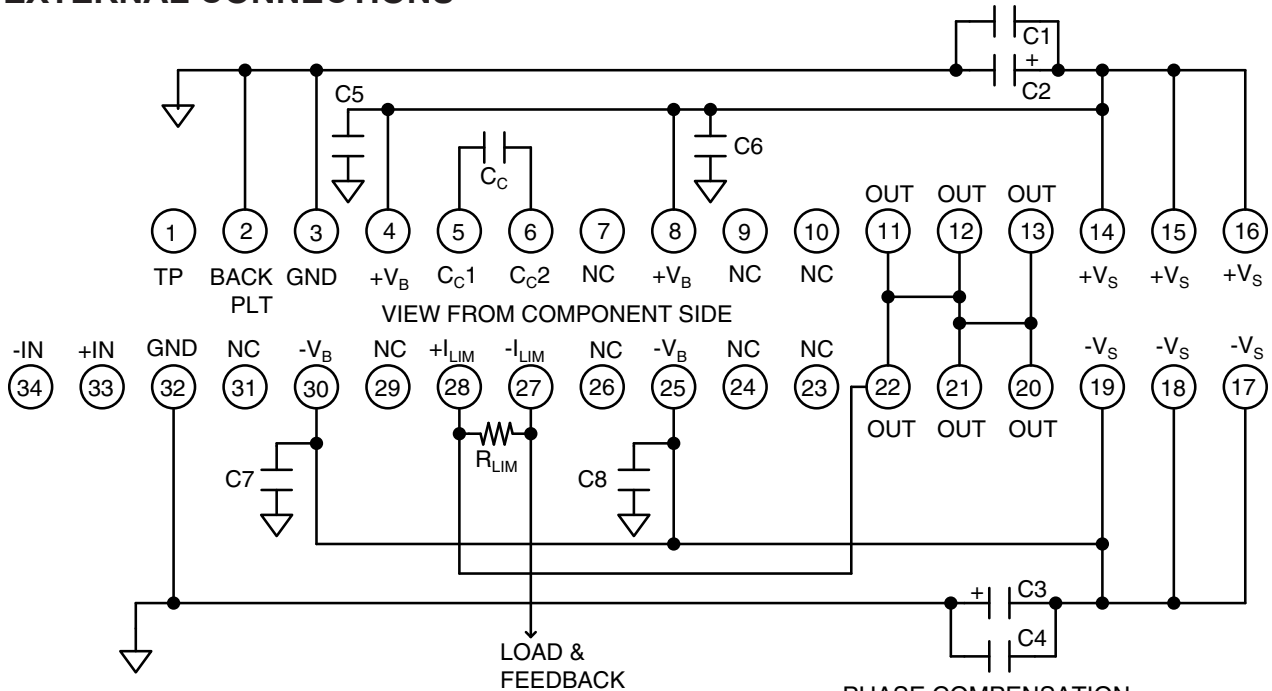 EXTERNAL CONNECTIONS
C1
+
C2
C5
C6
C_C
OUT OUT OUT
1 2 3 4 5 6 7 8 9 10 11 12 13 14 15 16
TP BACK PLT GND +V_B C_C1 C_C2 NC +V_B NC NC +V_S +V_S +V_S
VIEW FROM COMPONENT SIDE
-IN +IN GND NC -V_B NC +I_LIM -I_LIM NC -V_B NC NC -V_S -V_S -V_S
34 33 32 31 30 29 28 27 26 25 24 23 22 21 20 19 18 17
OUT OUT OUT
R_LIM
C7
C8
+
C3
C4
LOAD &
FEEDBACK
PHASE COMPENSATION